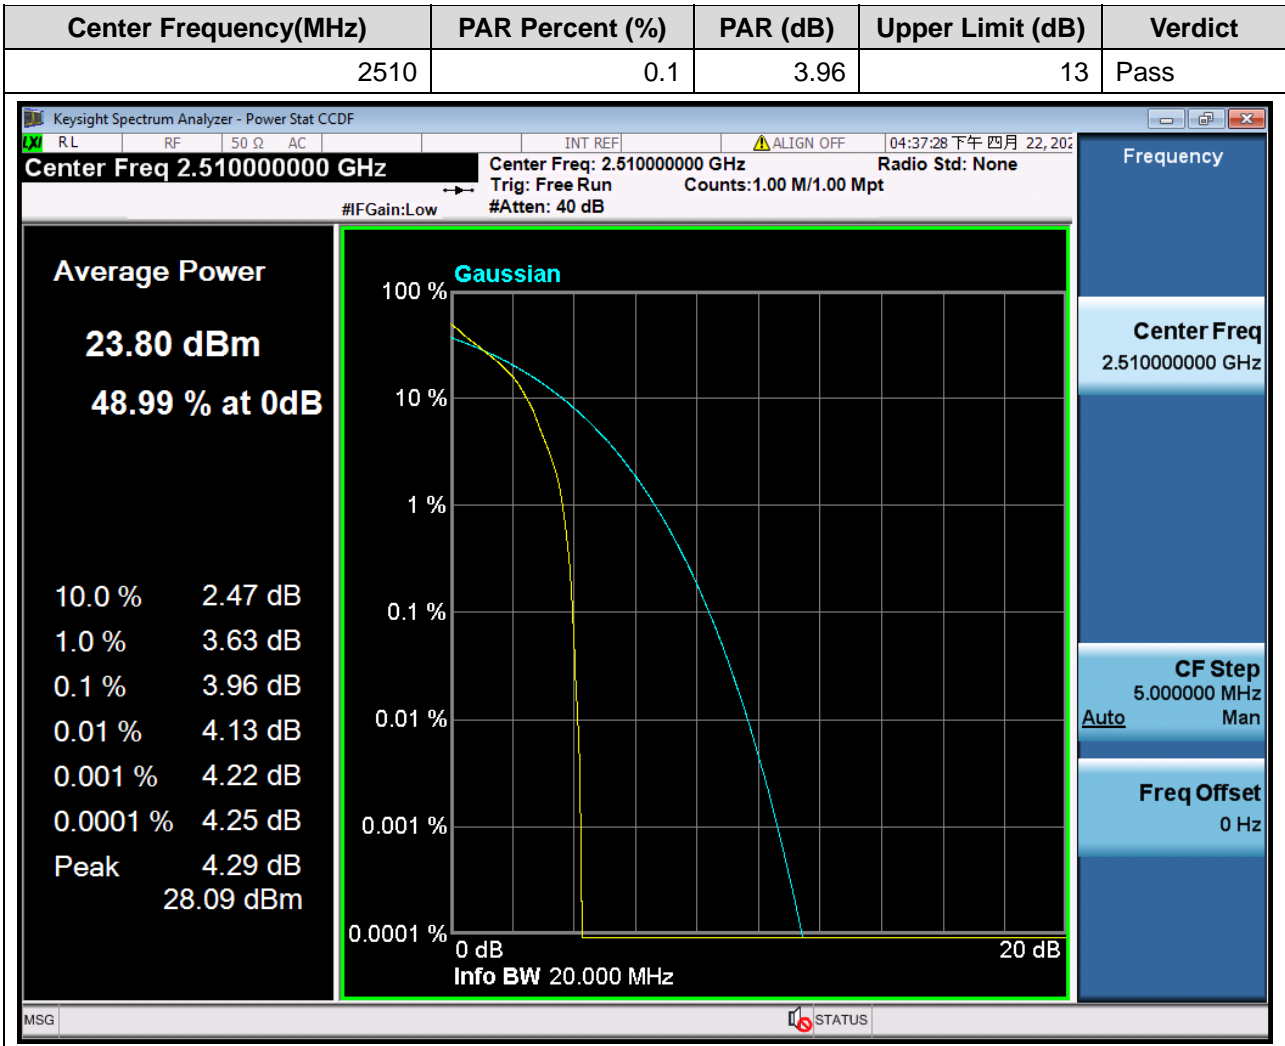 Center Frequency(MHz) PAR Percent (%) PAR (dB) Upper Limit (dB) Verdict
2510 0.1 3.96 13 Pass
Keysight Spectrum Analyzer - Power Stat CCDF
LXI RL RF 50 Ω AC INT REF ALIGN OFF 04:37:28 下午 四月 22, 202
Center Freq 2.510000000 GHz
Center Freq: 2.510000000 GHz Radio Std: None
Trig: Free Run Counts:1.00 M/1.00 Mpt
#IFGain:Low #Atten: 40 dB
Average Power
23.80 dBm
48.99 % at 0dB
10.0 % 2.47 dB
1.0 % 3.63 dB
0.1 % 3.96 dB
0.01 % 4.13 dB
0.001 % 4.22 dB
0.0001 % 4.25 dB
Peak 4.29 dB
28.09 dBm
Gaussian
100 %
10 %
1 %
0.1 %
0.01 %
0.001 %
0.0001 %
0 dB 20 dB
Info BW 20.000 MHz
Frequency
Center Freq
2.510000000 GHz
CF Step
5.000000 MHz
Auto Man
Freq Offset
0 Hz
MSG STATUS